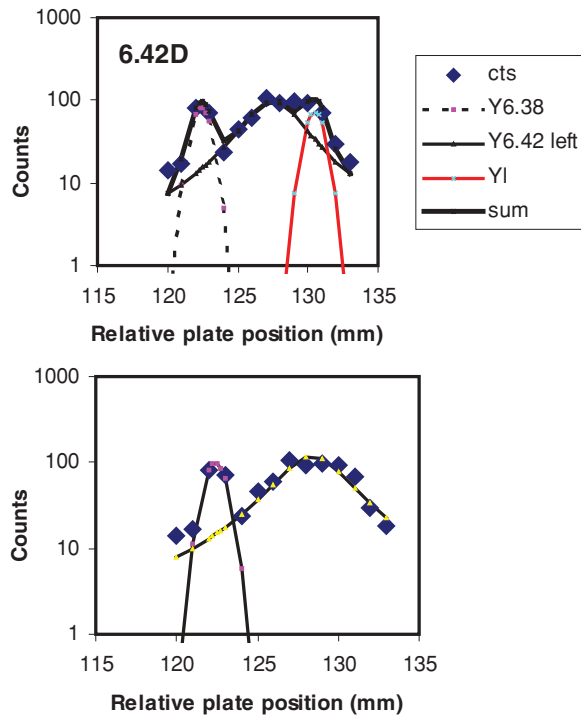 1000
6.42D
100
10
1
Counts
115 120 125 130 135
Relative plate position (mm)
cts
Y6.38
Y6.42 left
Yl
sum
1000
100
10
1
Counts
115 120 125 130 135
Relative plate position (mm)